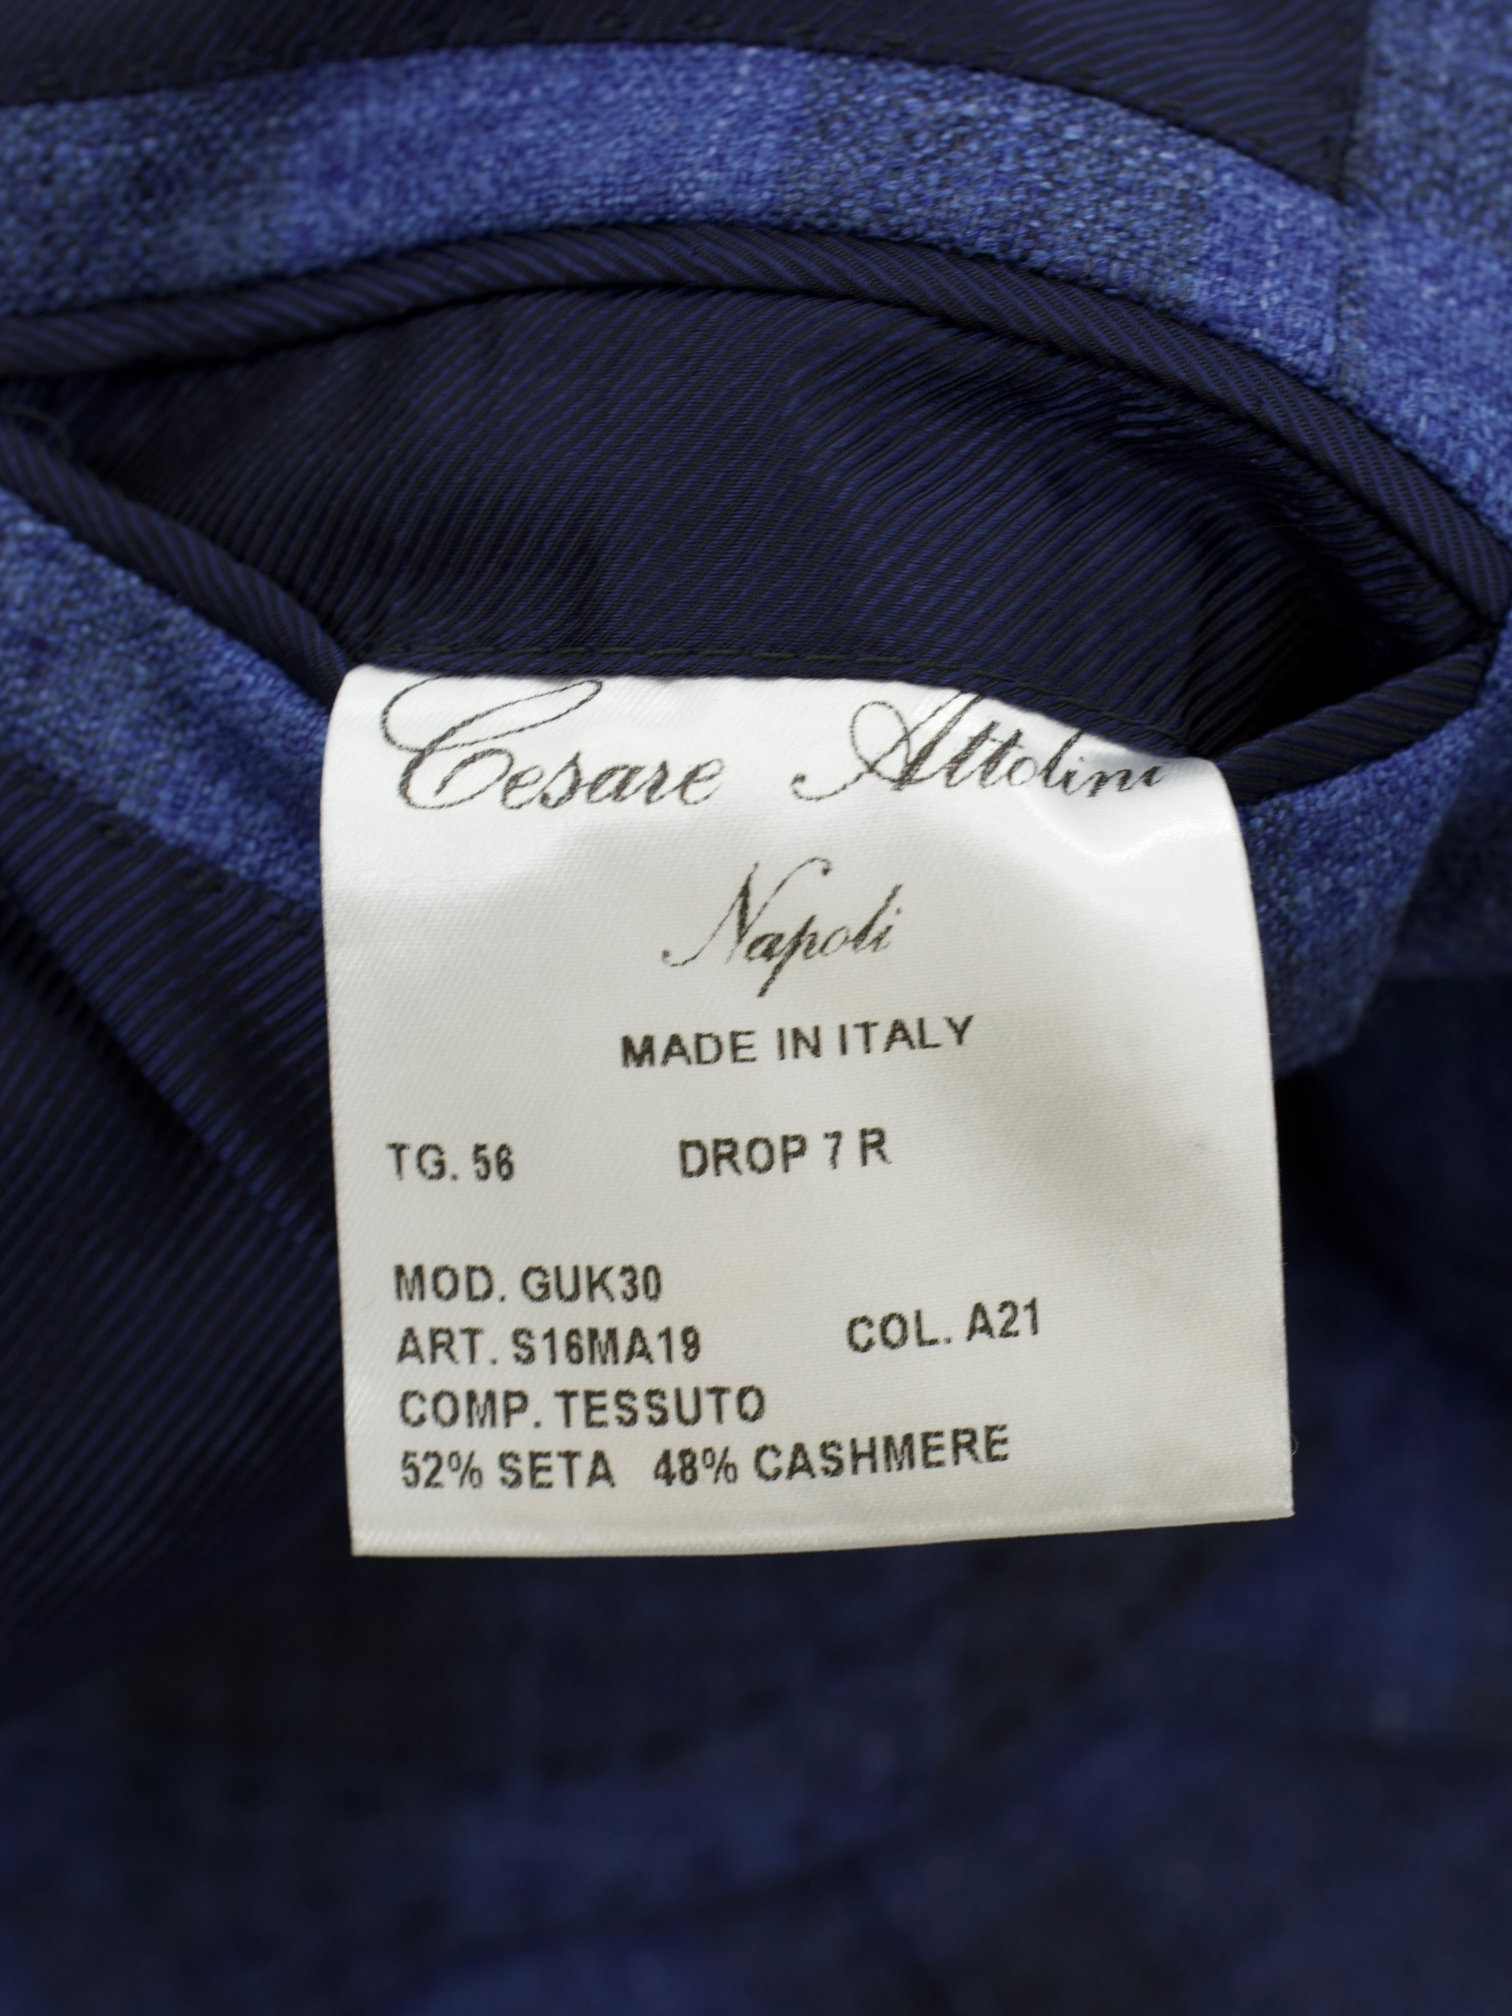 Cesare Attolini
Napoli
MADE IN ITALY
TG. 56 DROP 7 R
MOD. GUK30
ART. S16MA19 COL. A21
COMP. TESSUTO
52% SETA 48% CASHMERE